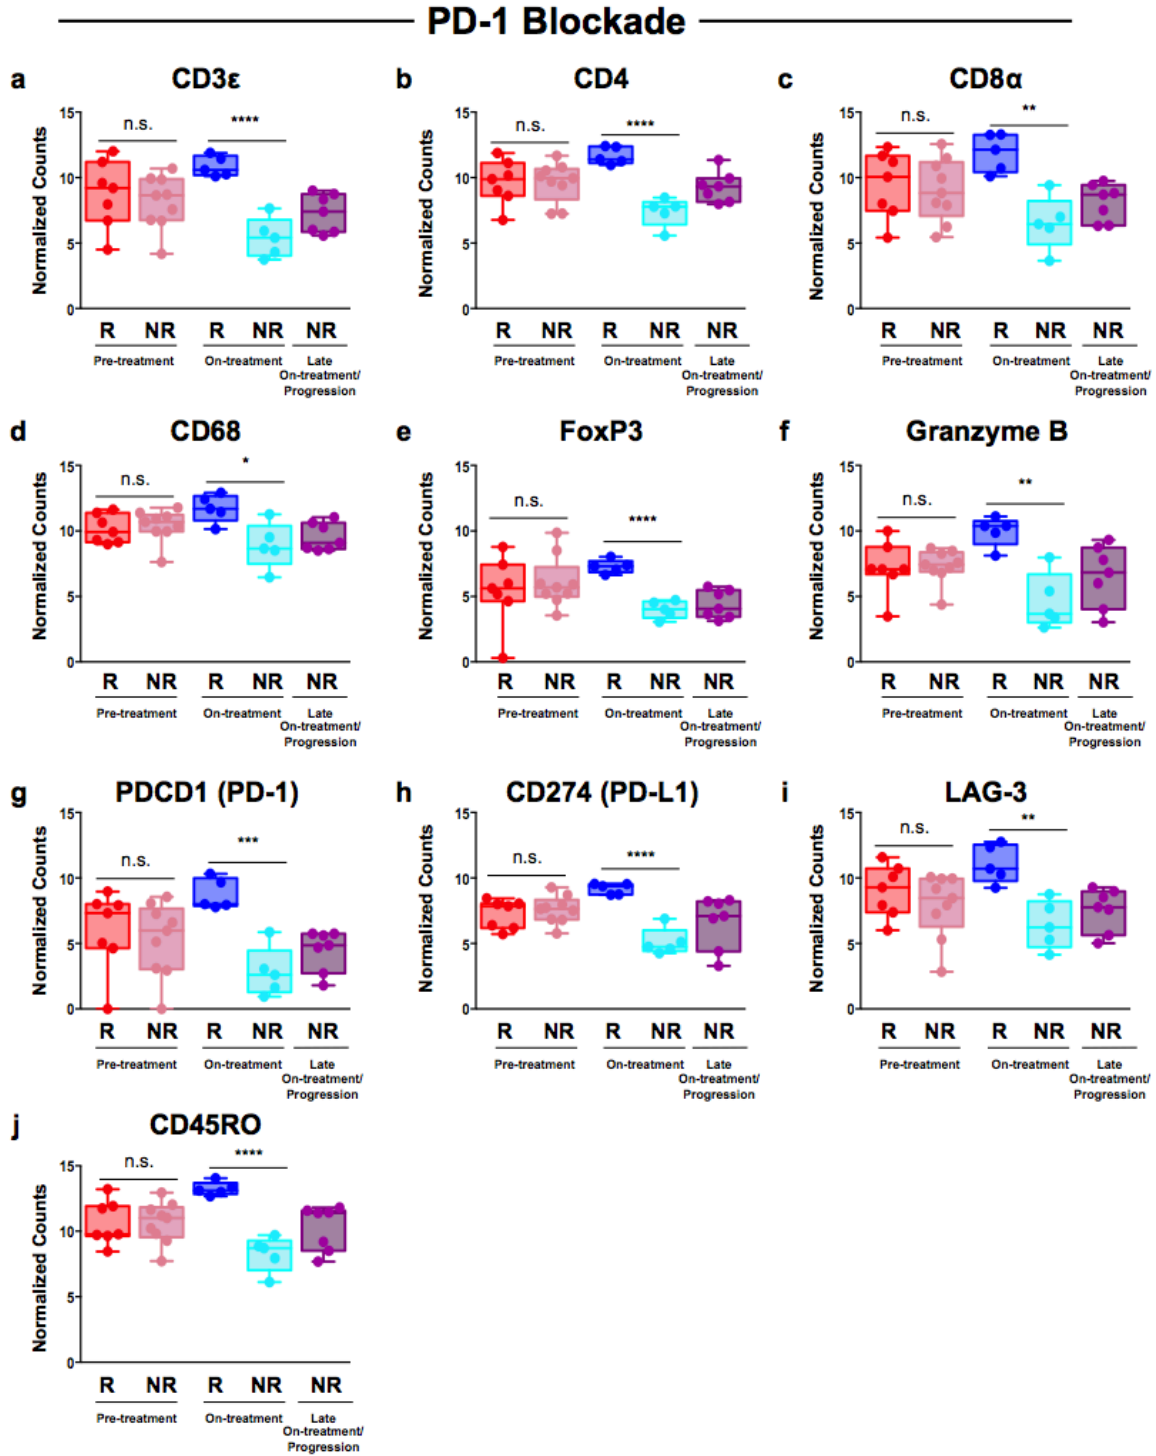 PD-1 Blockade
a
CD3ε
Normalized Counts
15
10
5
0
n.s.
****
R NR R NR NR
Pre-treatment On-treatment Late
On-treatment/
Progression
b
CD4
Normalized Counts
15
10
5
0
n.s.
****
R NR R NR NR
Pre-treatment On-treatment Late
On-treatment/
Progression
c
CD8α
Normalized Counts
15
10
5
0
n.s.
**
R NR R NR NR
Pre-treatment On-treatment Late
On-treatment/
Progression
d
CD68
Normalized Counts
15
10
5
0
n.s.
*
R NR R NR NR
Pre-treatment On-treatment Late
On-treatment/
Progression
e
FoxP3
Normalized Counts
15
10
5
0
n.s.
****
R NR R NR NR
Pre-treatment On-treatment Late
On-treatment/
Progression
f
Granzyme B
Normalized Counts
15
10
5
0
n.s.
**
R NR R NR NR
Pre-treatment On-treatment Late
On-treatment/
Progression
g
PDCD1 (PD-1)
Normalized Counts
15
10
5
0
n.s.
***
R NR R NR NR
Pre-treatment On-treatment Late
On-treatment/
Progression
h
CD274 (PD-L1)
Normalized Counts
15
10
5
0
n.s.
****
R NR R NR NR
Pre-treatment On-treatment Late
On-treatment/
Progression
i
LAG-3
Normalized Counts
15
10
5
0
n.s.
**
R NR R NR NR
Pre-treatment On-treatment Late
On-treatment/
Progression
j
CD45RO
Normalized Counts
15
10
5
0
n.s.
****
R NR R NR NR
Pre-treatment On-treatment Late
On-treatment/
Progression